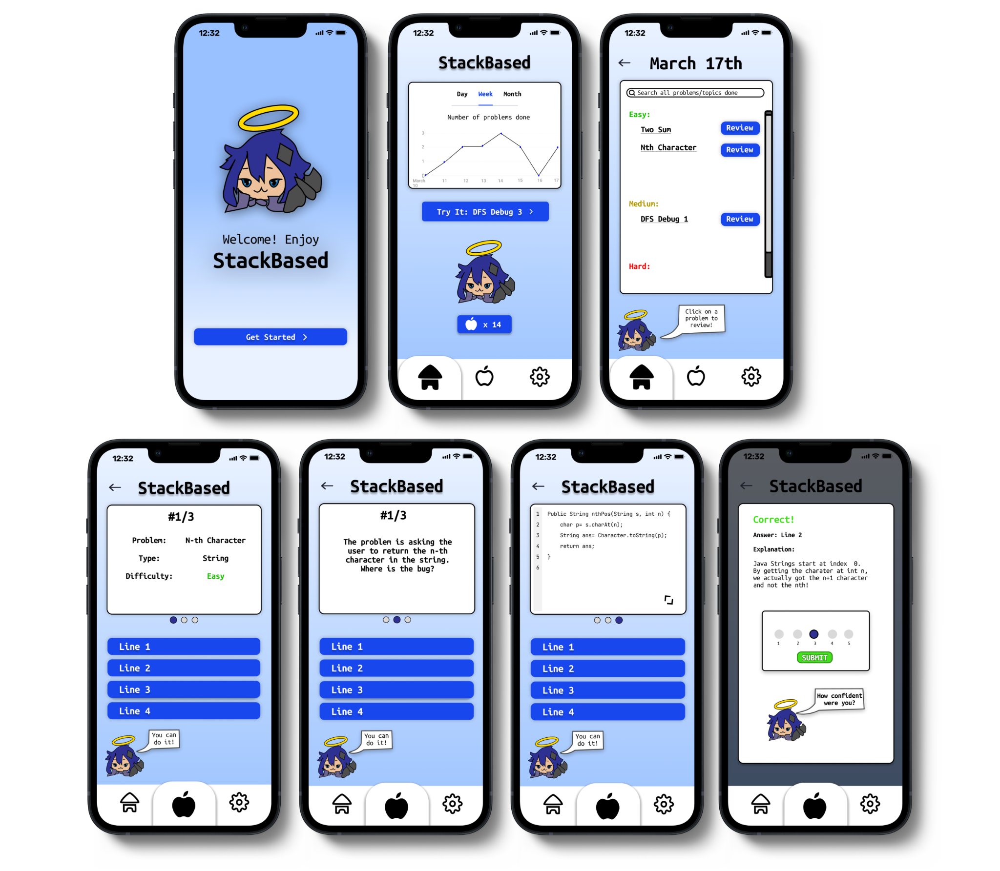 12:32
Welcome! Enjoy
StackBased
Get Started
12:32
StackBased
Day Week Month
Number of problems done
3
2
1
0
March 10 11 12 13 14 15 16 17
Try It: DFS Debug 3
x 14
12:32
March 17th
Search all problems/topics done
Easy:
Two Sum Review
Nth Character Review
Medium:
DFS Debug 1 Review
Hard:
Click on a
problem to
review!
12:32
StackBased
#1/3
Problem: N-th Character
Type: String
Difficulty: Easy
Line 1
Line 2
Line 3
Line 4
You can
do it!
12:32
StackBased
#1/3
The problem is asking the
user to return the n-th
character in the string.
Where is the bug?
Line 1
Line 2
Line 3
Line 4
You can
do it!
12:32
StackBased
1 Public String nthPos(String s, int n) {
2 char p= s.charAt(n);
3 String ans= Character.toString(p);
4 return ans;
5 }
6
Line 1
Line 2
Line 3
Line 4
You can
do it!
12:32
StackBased
Correct!
Answer: Line 2
Explanation:
Java Strings start at index 0.
By getting the charater at int n,
we actually got the n+1 character
and not the nth!
1 2 3 4 5
SUBMIT
How confident
were you?